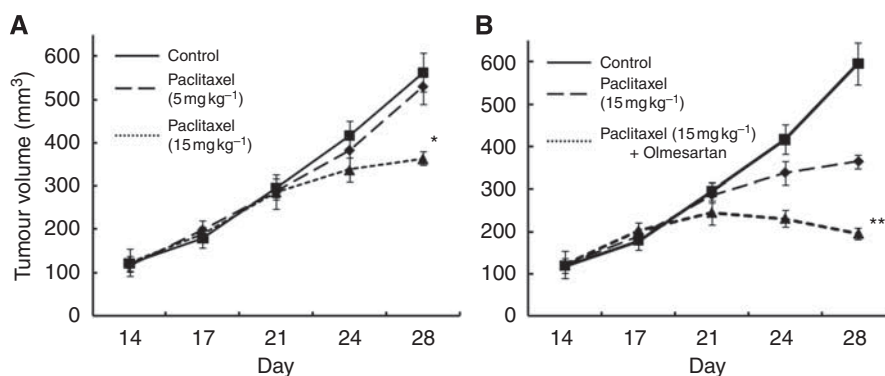 A
Tumour volume (mm³)
600
500
400
300
200
100
0
Control
Paclitaxel
(5 mg kg⁻¹)
Paclitaxel
(15 mg kg⁻¹)
*
14 17 21 24 28
Day
B
600
500
400
300
200
100
0
Control
Paclitaxel
(15 mg kg⁻¹)
Paclitaxel (15 mg kg⁻¹)
+ Olmesartan
**
14 17 21 24 28
Day